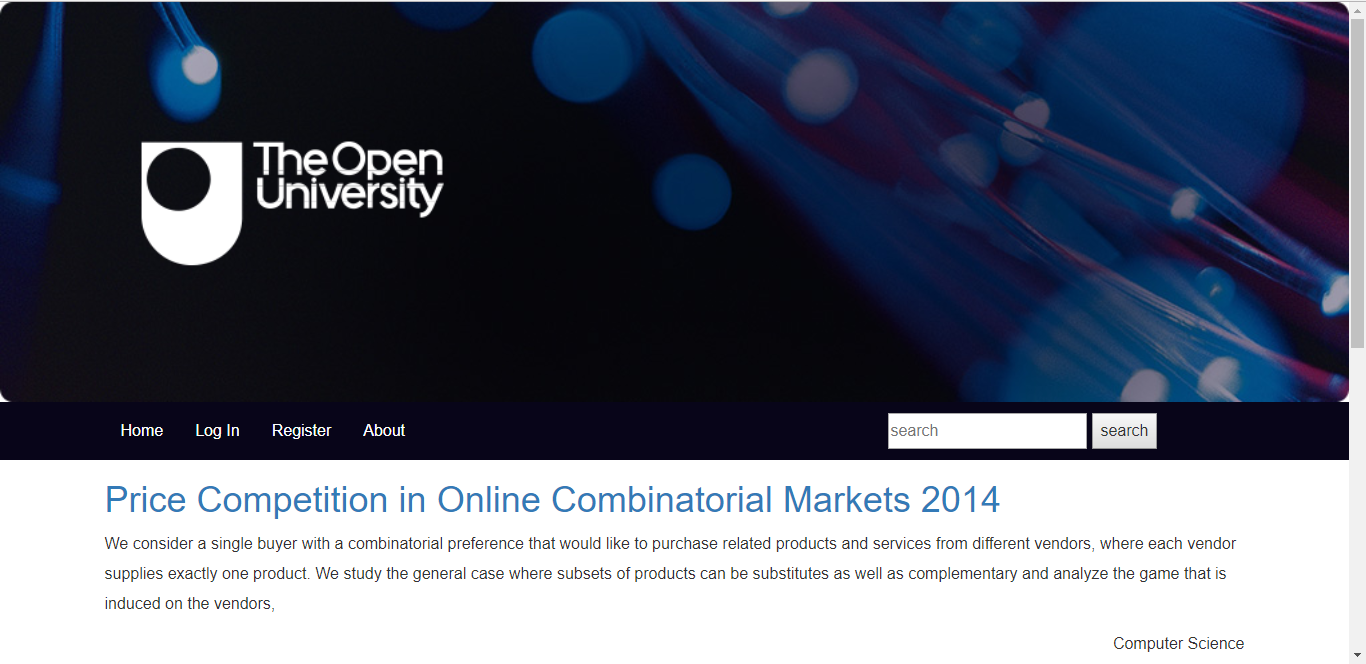 The Open
University
Home Log In Register About search search
Price Competition in Online Combinatorial Markets 2014
We consider a single buyer with a combinatorial preference that would like to purchase related products and services from different vendors, where each vendor
supplies exactly one product. We study the general case where subsets of products can be substitutes as well as complementary and analyze the game that is
induced on the vendors,
Computer Science